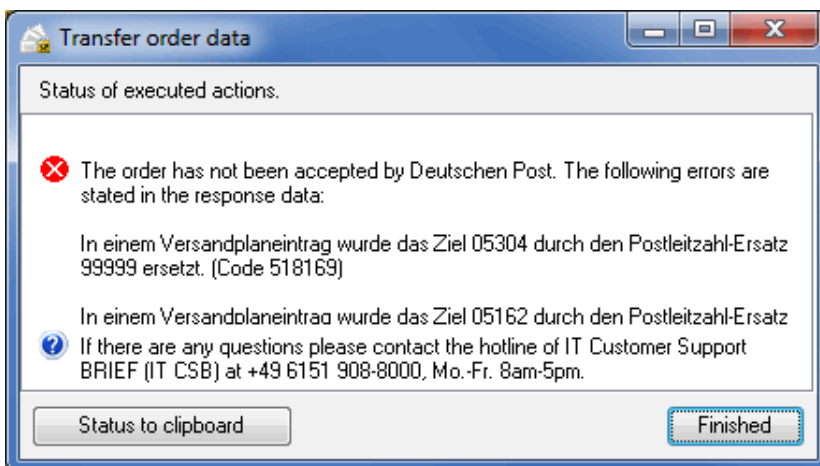 Transfer order data
Status of executed actions.
The order has not been accepted by Deutschen Post. The following errors are
stated in the response data:
In einem Versandplaneintrag wurde das Ziel 05304 durch den Postleitzahl-Ersatz
99999 ersetzt. (Code 518169)
In einem Versandplaneintrag wurde das Ziel 05162 durch den Postleitzahl-Ersatz
If there are any questions please contact the hotline of IT Customer Support
BRIEF (IT CSB) at +49 6151 908-8000, Mo.-Fr. 8am-5pm.
Status to clipboard
Finished